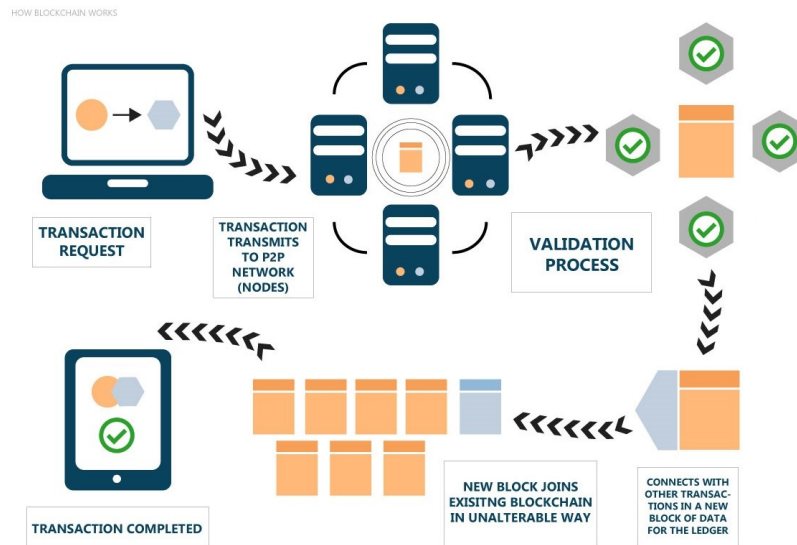 HOW BLOCKCHAIN WORKS
TRANSACTION
REQUEST
TRANSACTION
TRANSMITS
TO P2P
NETWORK
(NODES)
VALIDATION
PROCESS
CONNECTS WITH
OTHER TRANSAC-
TIONS IN A NEW
BLOCK OF DATA
FOR THE LEDGER
NEW BLOCK JOINS
EXISITNG BLOCKCHAIN
IN UNALTERABLE WAY
TRANSACTION COMPLETED